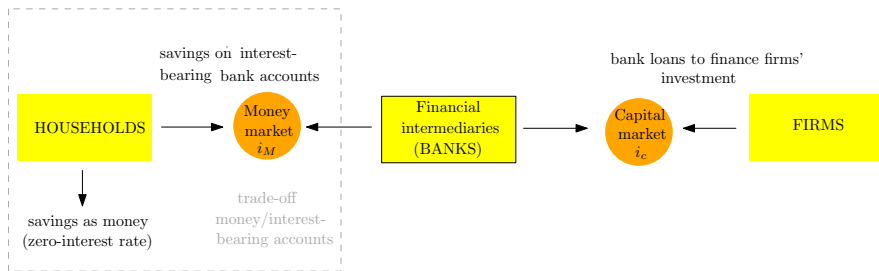 savings on interest-
bearing bank accounts
HOUSEHOLDS
Money
market
i_M
savings as money
(zero-interest rate)
trade-off
money/interest-
bearing accounts
Financial
intermediaries
(BANKS)
bank loans to finance firms'
investment
Capital
market
i_c
FIRMS